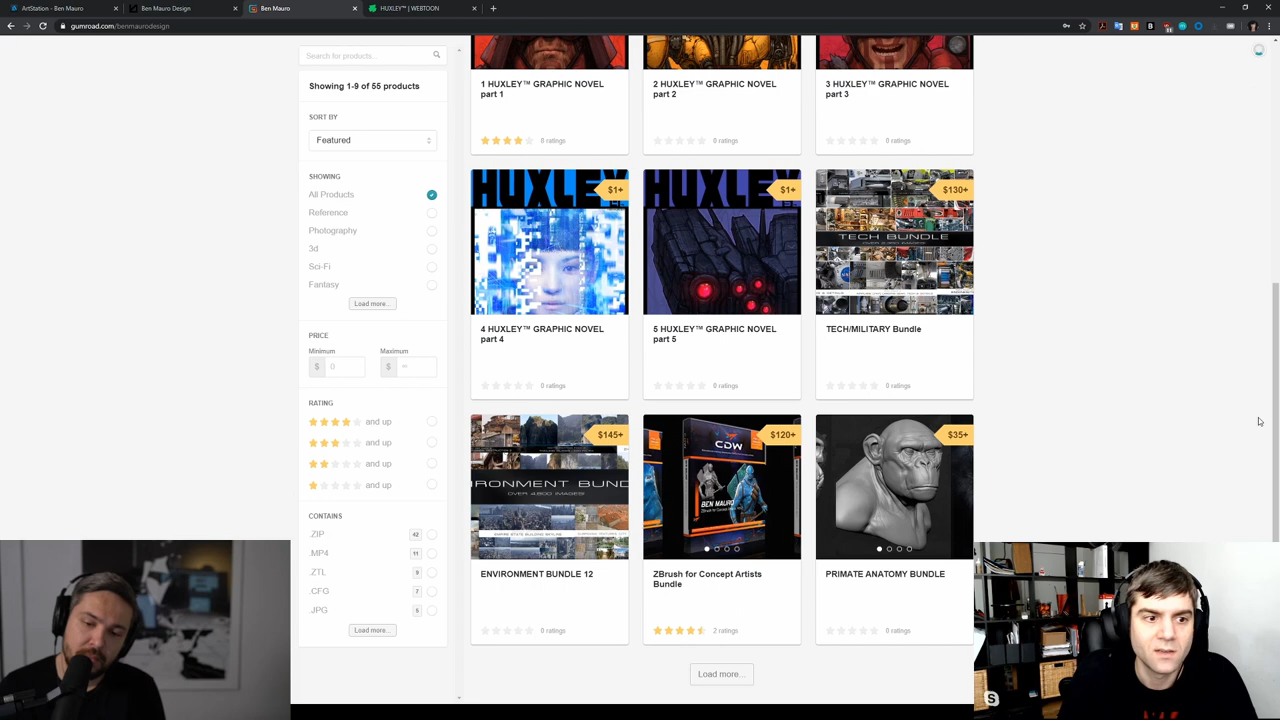 ArtStation - Ben Mauro
Ben Mauro Design
Ben Mauro
HUXLEY™ | WEBTOON
gumroad.com/benmaurodesign
Search for products...
Showing 1-9 of 55 products
SORT BY
Featured
SHOWING
All Products
Reference
Photography
3d
Sci-Fi
Fantasy
Load more...
PRICE
Minimum
Maximum
$ 0
$ ∞
RATING
and up
and up
and up
and up
CONTAINS
.ZIP 42
.MP4 11
.ZTL 9
.CFG 7
.JPG 5
Load more...
1 HUXLEY™ GRAPHIC NOVEL
part 1
2 HUXLEY™ GRAPHIC NOVEL
part 2
3 HUXLEY™ GRAPHIC NOVEL
part 3
0 ratings
0 ratings
HUXLEY
$1+
HUXLEY
$1+
$130+
TECH BUNDLE
4 HUXLEY™ GRAPHIC NOVEL
part 4
5 HUXLEY™ GRAPHIC NOVEL
part 5
TECH/MILITARY Bundle
0 ratings
0 ratings
0 ratings
$145+
IRONMENT BUND
OVER 4,800 IMAGES!
$120+
CDW
BEN MAURO
$35+
ENVIRONMENT BUNDLE 12
ZBrush for Concept Artists
Bundle
PRIMATE ANATOMY BUNDLE
0 ratings
2 ratings
0 ratings
Load more...